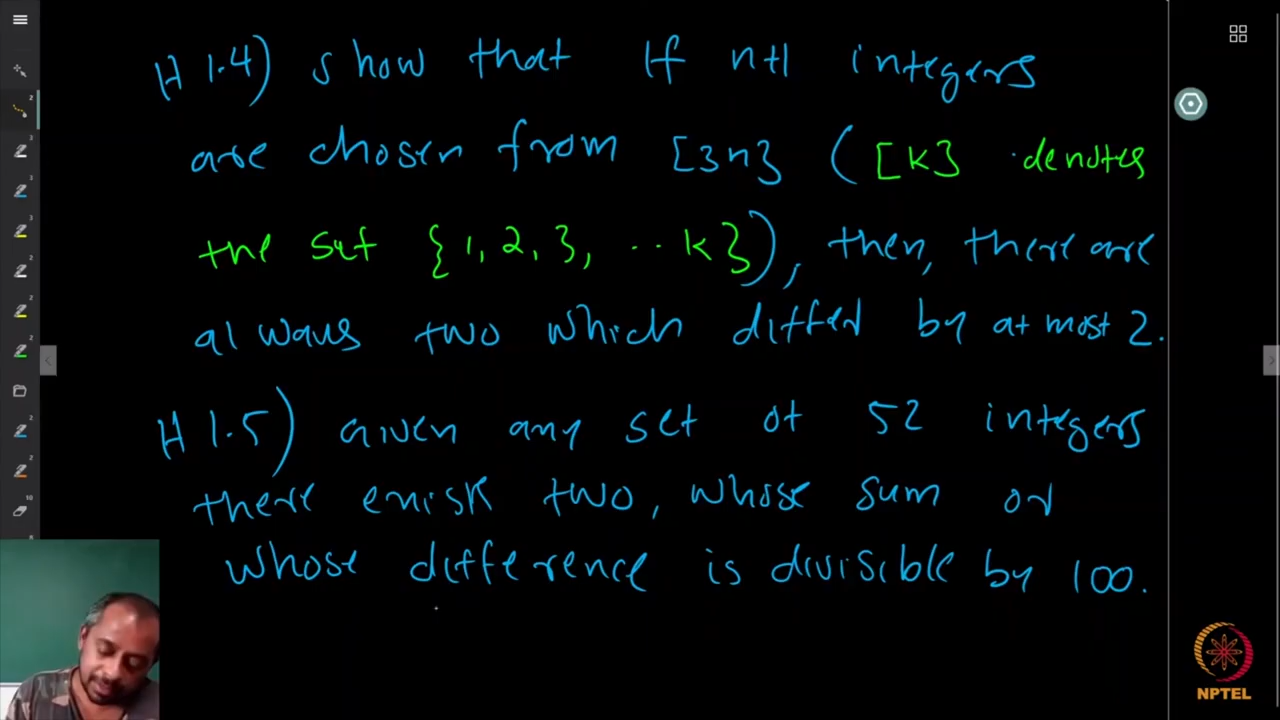 H 1.4) show that If n+1 integers
are chosen from [3n] ( [k] denotes
the set {1, 2, 3, .. k} ), then, there are
always two which differ by at most 2.
H 1.5) Given any set of 52 integers
there exist two, whose sum or
whose difference is divisible by 100.
NPTEL